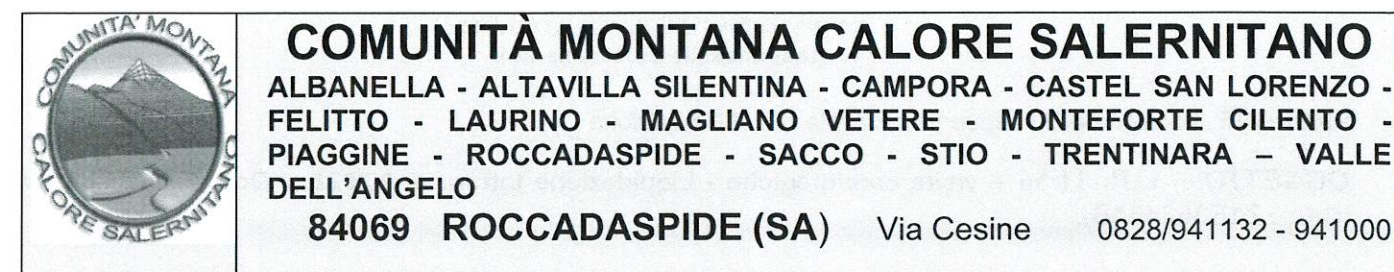 COMUNITA' MONTANA
CALORE SALERNITANO
COMUNITÀ MONTANA CALORE SALERNITANO
ALBANELLA - ALTAVILLA SILENTINA - CAMPORA - CASTEL SAN LORENZO -
FELITTO - LAURINO - MAGLIANO VETERE - MONTEFORTE CILENTO -
PIAGGINE - ROCCADASPIDE - SACCO - STIO - TRENTINARA – VALLE
DELL'ANGELO
84069 ROCCADASPIDE (SA) Via Cesine 0828/941132 - 941000